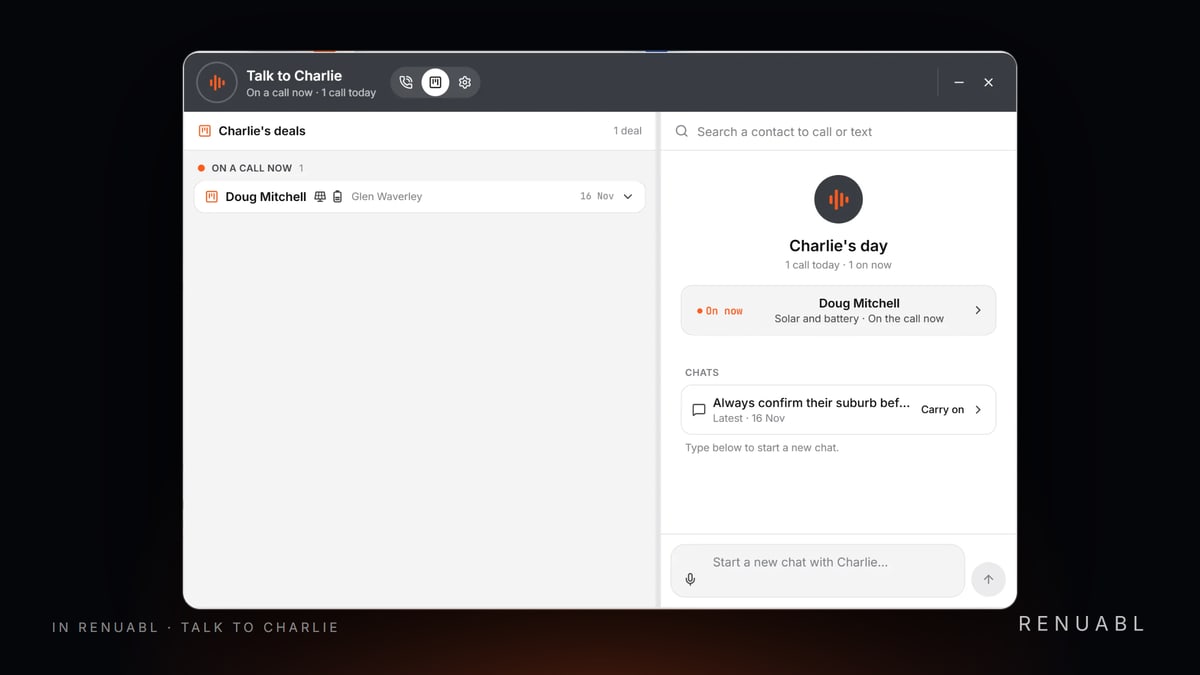 Talk to Charlie
On a call now · 1 call today
Charlie's deals
1 deal
ON A CALL NOW 1
Doug Mitchell Glen Waverley 16 Nov
Search a contact to call or text
Charlie's day
1 call today · 1 on now
On now
Doug Mitchell
Solar and battery · On the call now
CHATS
Always confirm their suburb bef...
Latest · 16 Nov
Carry on
Type below to start a new chat.
Start a new chat with Charlie...
IN RENUABL · TALK TO CHARLIE
RENUABL